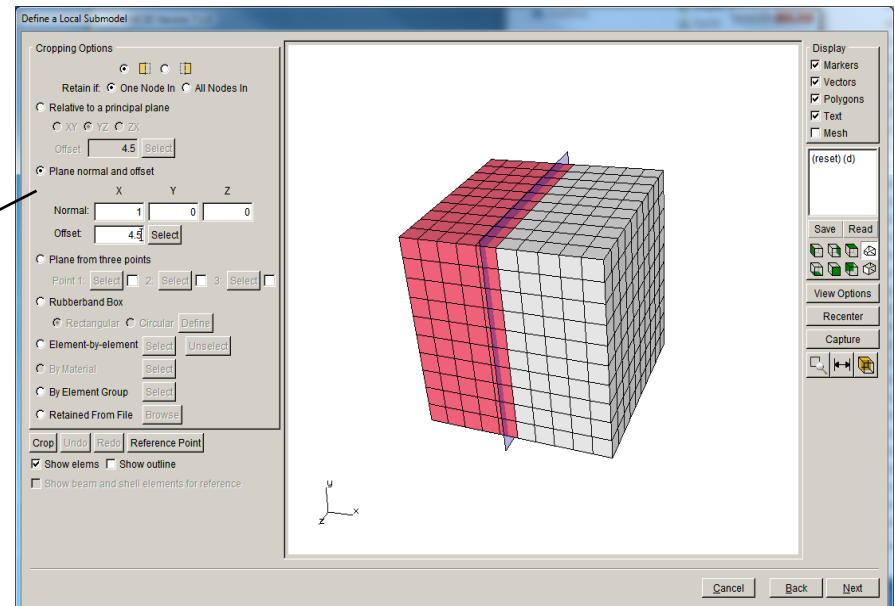 Define a Local Submodel
Cropping Options
Retain if: One Node In All Nodes In
Relative to a principal plane
XY YZ ZX
Offset: 4.5 Select
Plane normal and offset
X Y Z
Normal: 1 0 0
Offset: 4.5 Select
Plane from three points
Point 1: Select 2: Select 3: Select
Rubberband Box
Rectangular Circular Define
Element-by-element Select Unselect
By Material Select
By Element Group Select
Retained From File Browse
Crop Undo Redo Reference Point
Show elems Show outline
Show beam and shell elements for reference
y
x
z
Display
Markers
Vectors
Polygons
Text
Mesh
(reset) (d)
Save Read
View Options
Recenter
Capture
Cancel Back Next